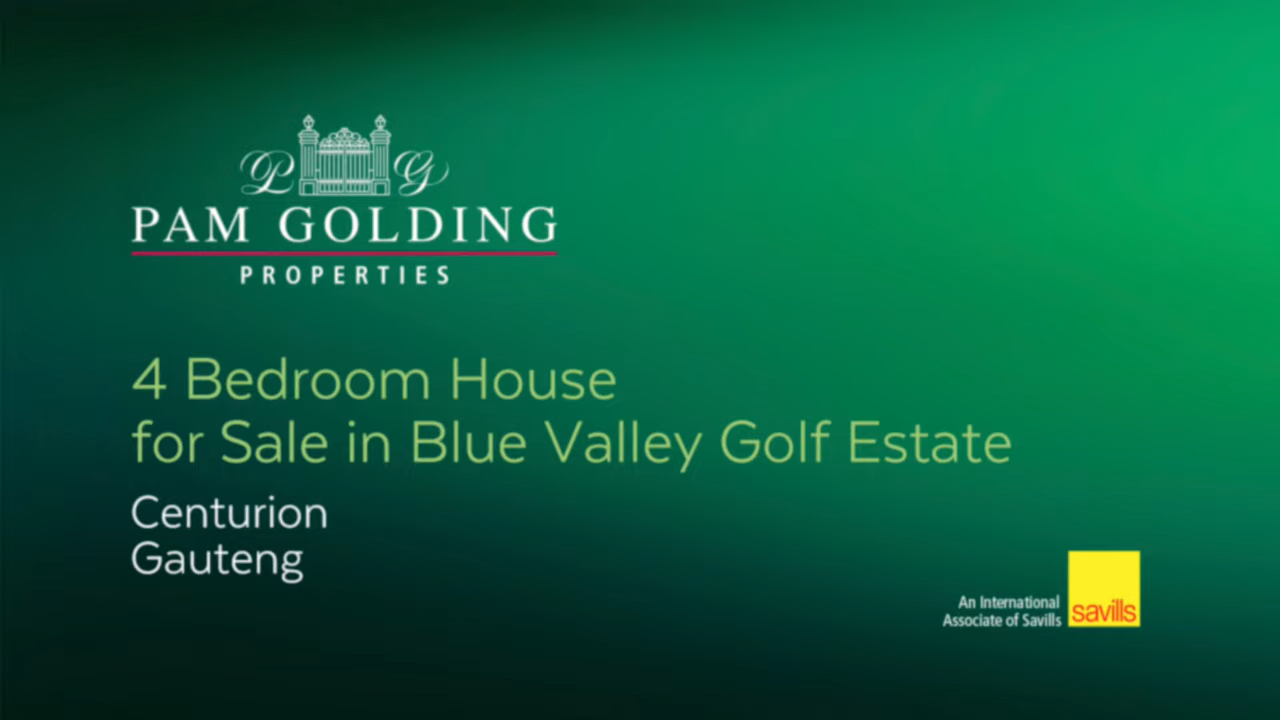 P G
PAM GOLDING
PROPERTIES
4 Bedroom House
for Sale in Blue Valley Golf Estate
Centurion
Gauteng
An International
Associate of Savills
savills